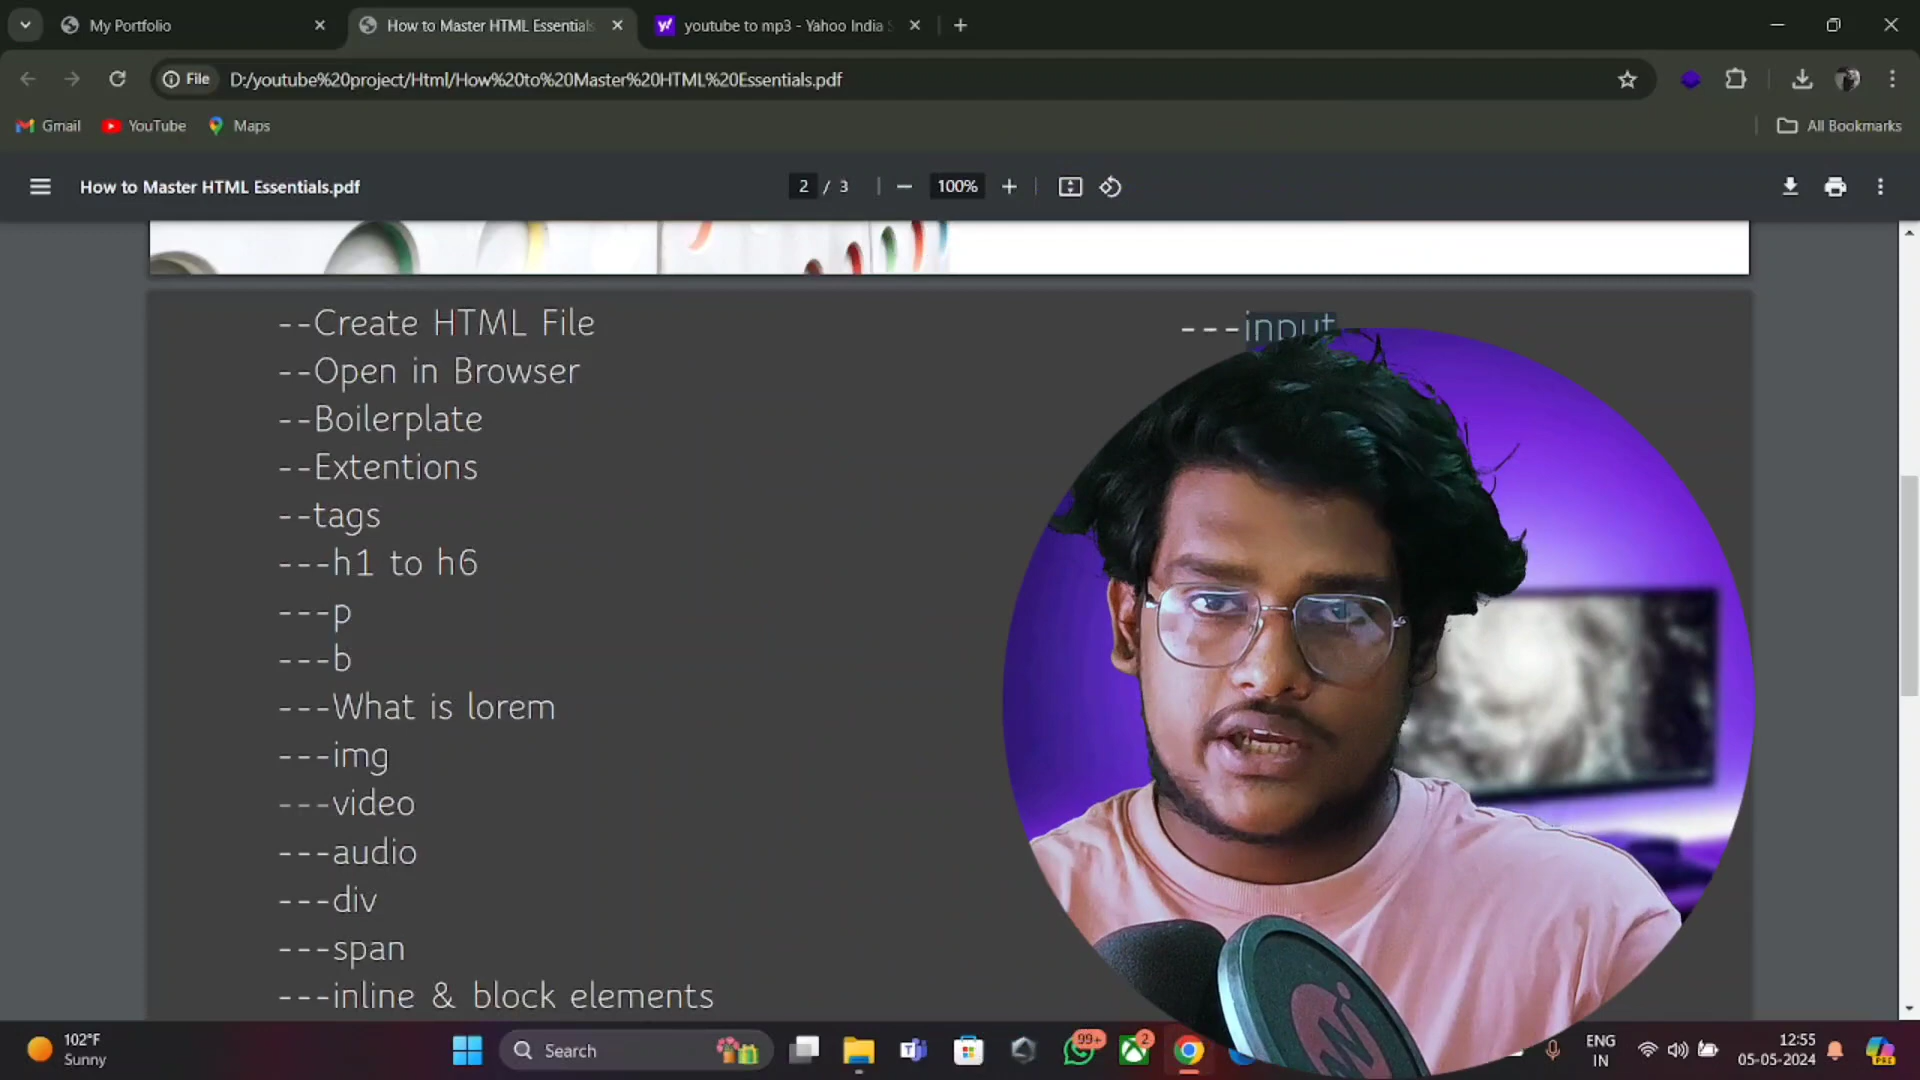 My Portfolio
How to Master HTML Essentials
youtube to mp3 - Yahoo India S
File
D:/youtube%20project/Html/How%20to%20Master%20HTML%20Essentials.pdf
Gmail
YouTube
Maps
All Bookmarks
How to Master HTML Essentials.pdf
2 / 3
100%
--Create HTML File
--Open in Browser
--Boilerplate
--Extentions
--tags
---h1 to h6
---p
---b
---What is lorem
---img
---video
---audio
---div
---span
---inline & block elements
---input
102°F
Sunny
Search
99+
2
ENG
IN
12:55
05-05-2024
PRE